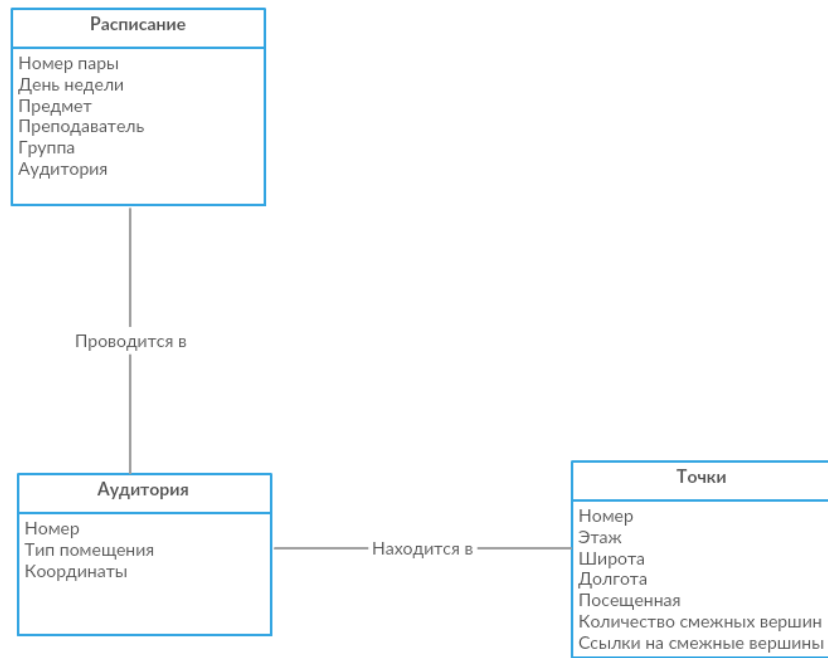 Расписание
Номер пары
День недели
Предмет
Преподаватель
Группа
Аудитория
Проводится в
Аудитория
Номер
Тип помещения
Координаты
Находится в
Точки
Номер
Этаж
Широта
Долгота
Посещенная
Количество смежных вершин
Ссылки на смежные вершины